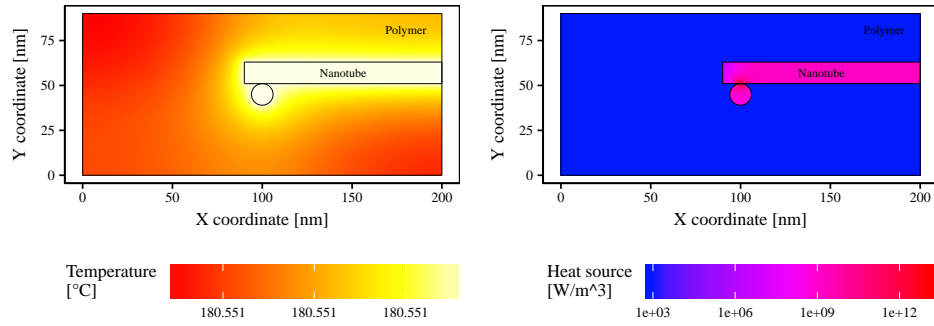 Y coordinate [nm]
75
50
25
0
Polymer
Nanotube
0
50
100
150
200
X coordinate [nm]
Temperature
[°C]
180.551
180.551
180.551
Y coordinate [nm]
75
50
25
0
Polymer
Nanotube
0
50
100
150
200
X coordinate [nm]
Heat source
[W/m^3]
1e+03
1e+06
1e+09
1e+12